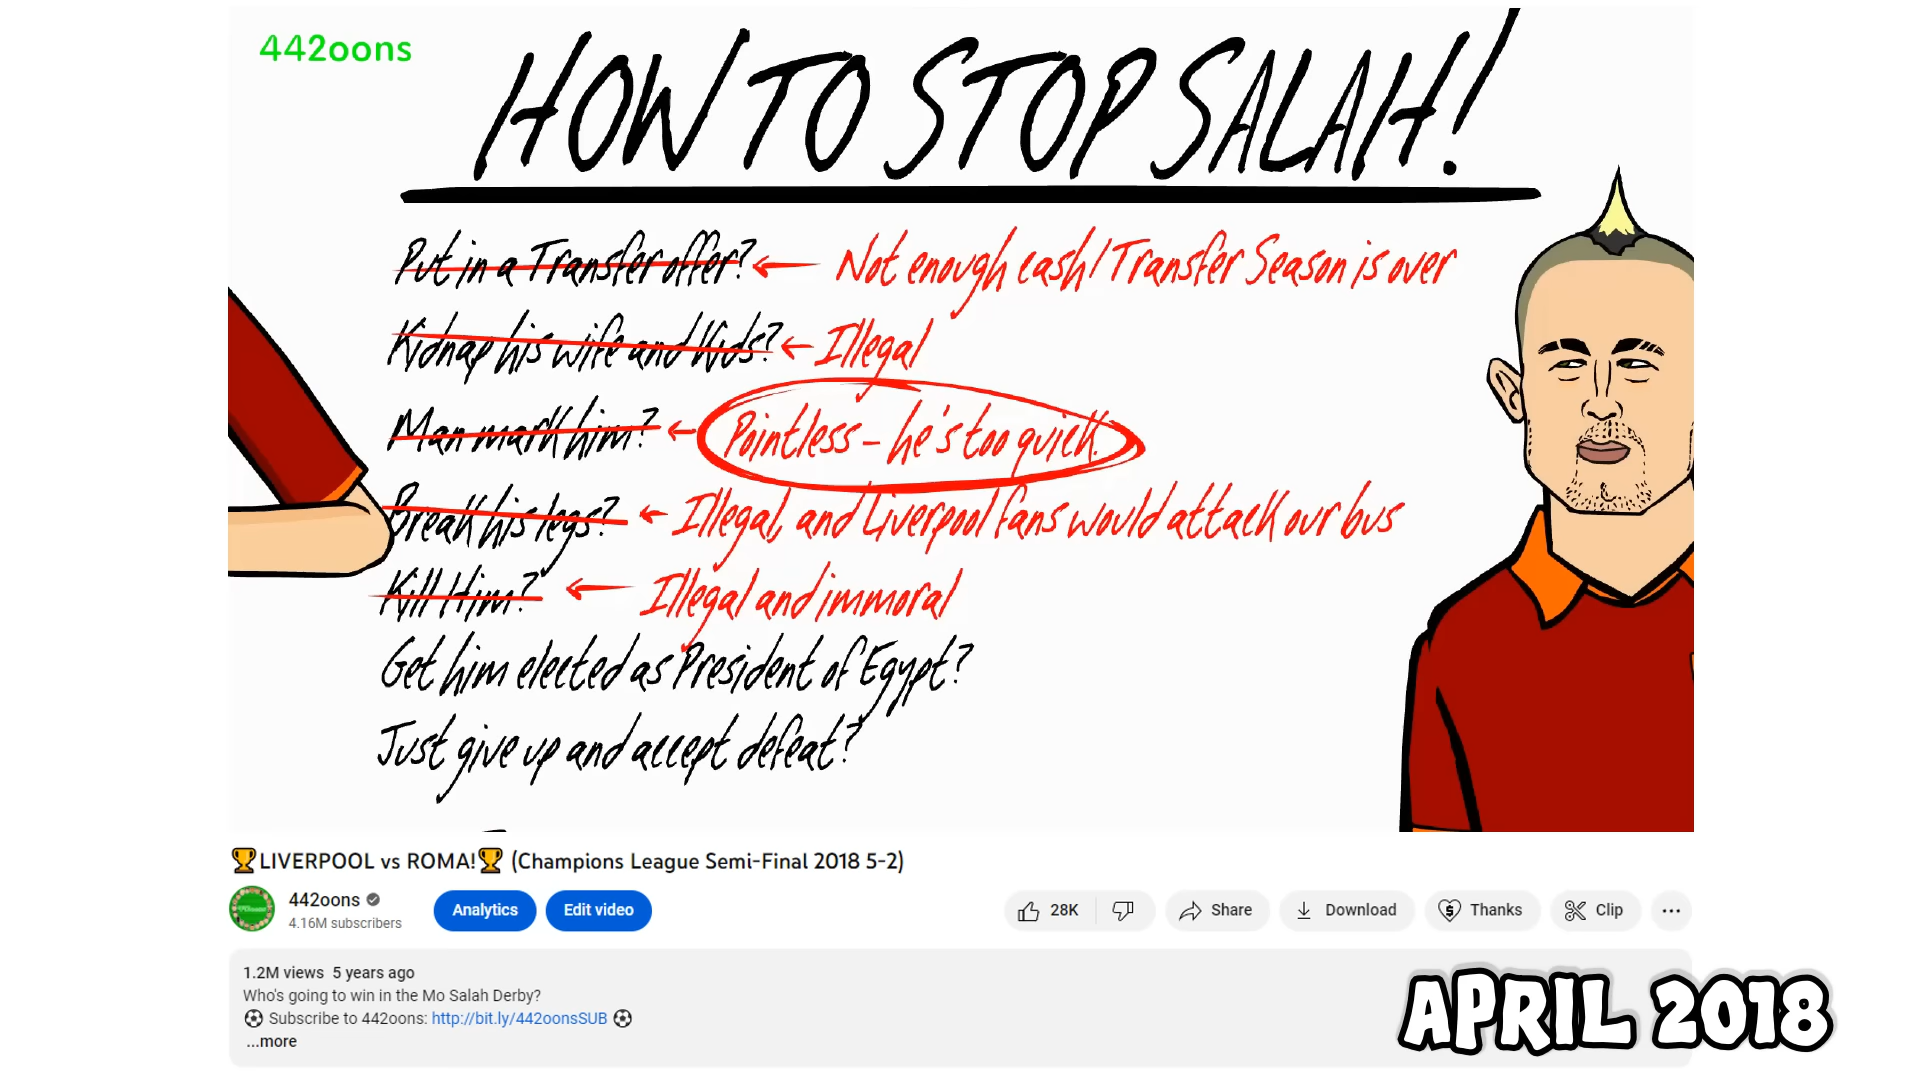 442oons
HOW TO STOP SALAH!
Put in a Transfer offer? ← Not enough cash/Transfer Season is over
Kidnap his wife and kids? ← Illegal
Man mark him? ← Pointless – he's too quick.
Break his legs? ← Illegal, and Liverpool fans would attack our bus
Kill Him? ← Illegal and immoral
Get him elected as President of Egypt?
Just give up and accept defeat?
🏆LIVERPOOL vs ROMA!🏆 (Champions League Semi-Final 2018 5-2)
442oons
4.16M subscribers
Analytics
Edit video
28K
Share
Download
Thanks
Clip
1.2M views 5 years ago
Who's going to win in the Mo Salah Derby?
⚽ Subscribe to 442oons: http://bit.ly/442oonsSUB ⚽
...more
APRIL 2018